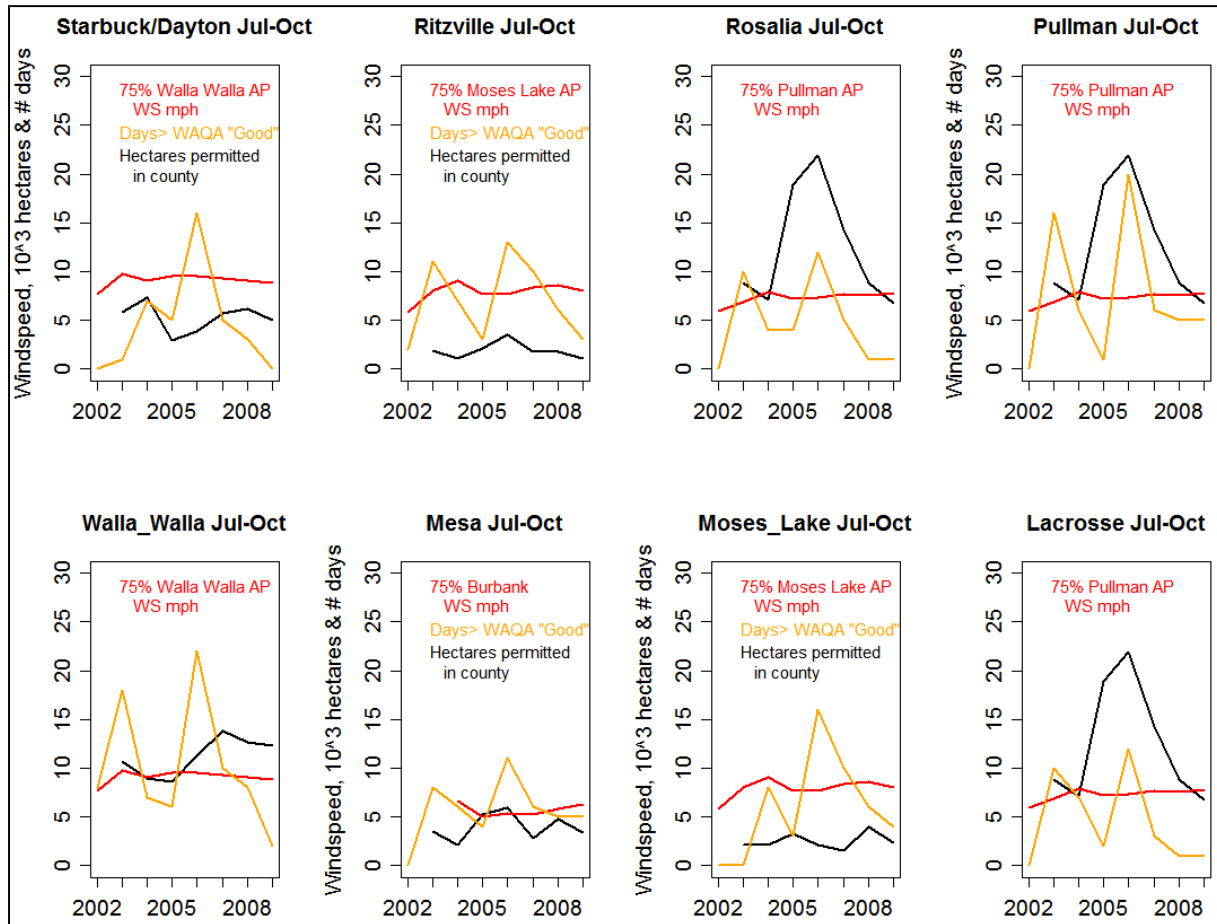 Starbuck/Dayton Jul-Oct
Windspeed, 10^3 hectares & # days
30
25
20
15
10
5
0
75% Walla Walla AP
WS mph
Days> WAQA "Good"
Hectares permitted
in county
2002 2005 2008
Ritzville Jul-Oct
30
25
20
15
10
5
0
75% Moses Lake AP
WS mph
Days> WAQA "Good"
Hectares permitted
in county
2002 2005 2008
Rosalia Jul-Oct
30
25
20
15
10
5
0
75% Pullman AP
WS mph
2002 2005 2008
Pullman Jul-Oct
Windspeed, 10^3 hectares & # days
30
25
20
15
10
5
0
75% Pullman AP
WS mph
2002 2005 2008
Walla_Walla Jul-Oct
30
25
20
15
10
5
0
75% Walla Walla AP
WS mph
2002 2005 2008
Mesa Jul-Oct
Windspeed, 10^3 hectares & # days
30
25
20
15
10
5
0
75% Burbank
WS mph
Days> WAQA "Good"
Hectares permitted
in county
2002 2005 2008
Moses_Lake Jul-Oct
Windspeed, 10^3 hectares & # days
30
25
20
15
10
5
0
75% Moses Lake AP
WS mph
Days> WAQA "Good"
Hectares permitted
in county
2002 2005 2008
Lacrosse Jul-Oct
30
25
20
15
10
5
0
75% Pullman AP
WS mph
2002 2005 2008